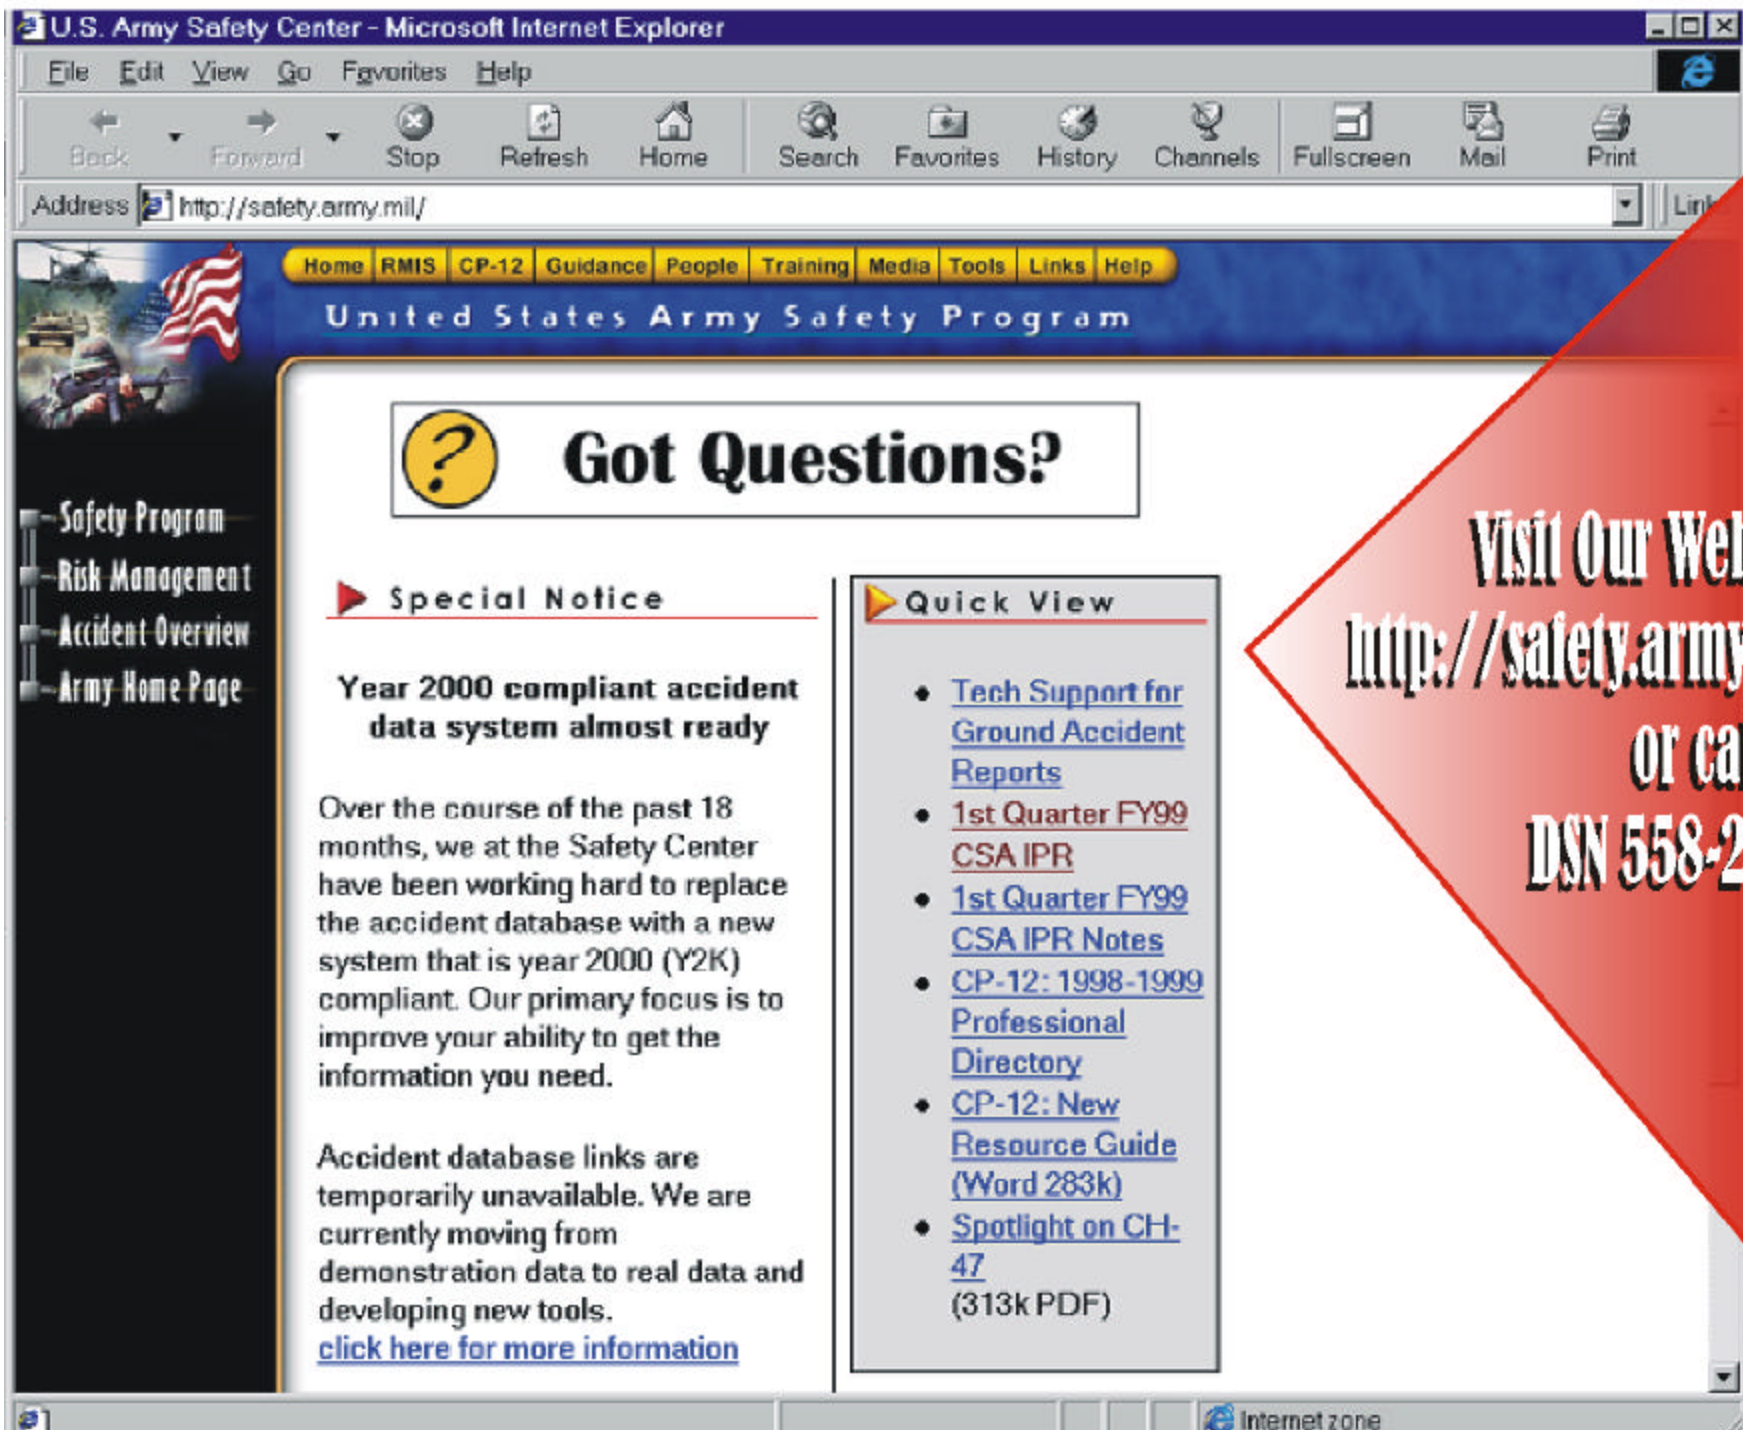 U.S. Army Safety Center - Microsoft Internet Explorer
File Edit View Go Favorites Help
Back Forward Stop Refresh Home Search Favorites History Channels Fullscreen Mail Print
Address http://safety.army.mil/
Home RMIS CP-12 Guidance People Training Media Tools Links Help
United States Army Safety Program
Got Questions?
Safety Program
Risk Management
Accident Overview
Army Home Page
Special Notice
Year 2000 compliant accident
data system almost ready
Over the course of the past 18
months, we at the Safety Center
have been working hard to replace
the accident database with a new
system that is year 2000 (Y2K)
compliant. Our primary focus is to
improve your ability to get the
information you need.
Accident database links are
temporarily unavailable. We are
currently moving from
demonstration data to real data and
developing new tools.
click here for more information
Quick View
Tech Support for
Ground Accident
Reports
1st Quarter FY99
CSA IPR
1st Quarter FY99
CSA IPR Notes
CP-12: 1998-1999
Professional
Directory
CP-12: New
Resource Guide
(Word 283k)
Spotlight on CH-
47
(313k PDF)
Visit Our
http://safety.army
or
DSN 558-2
Internet zone